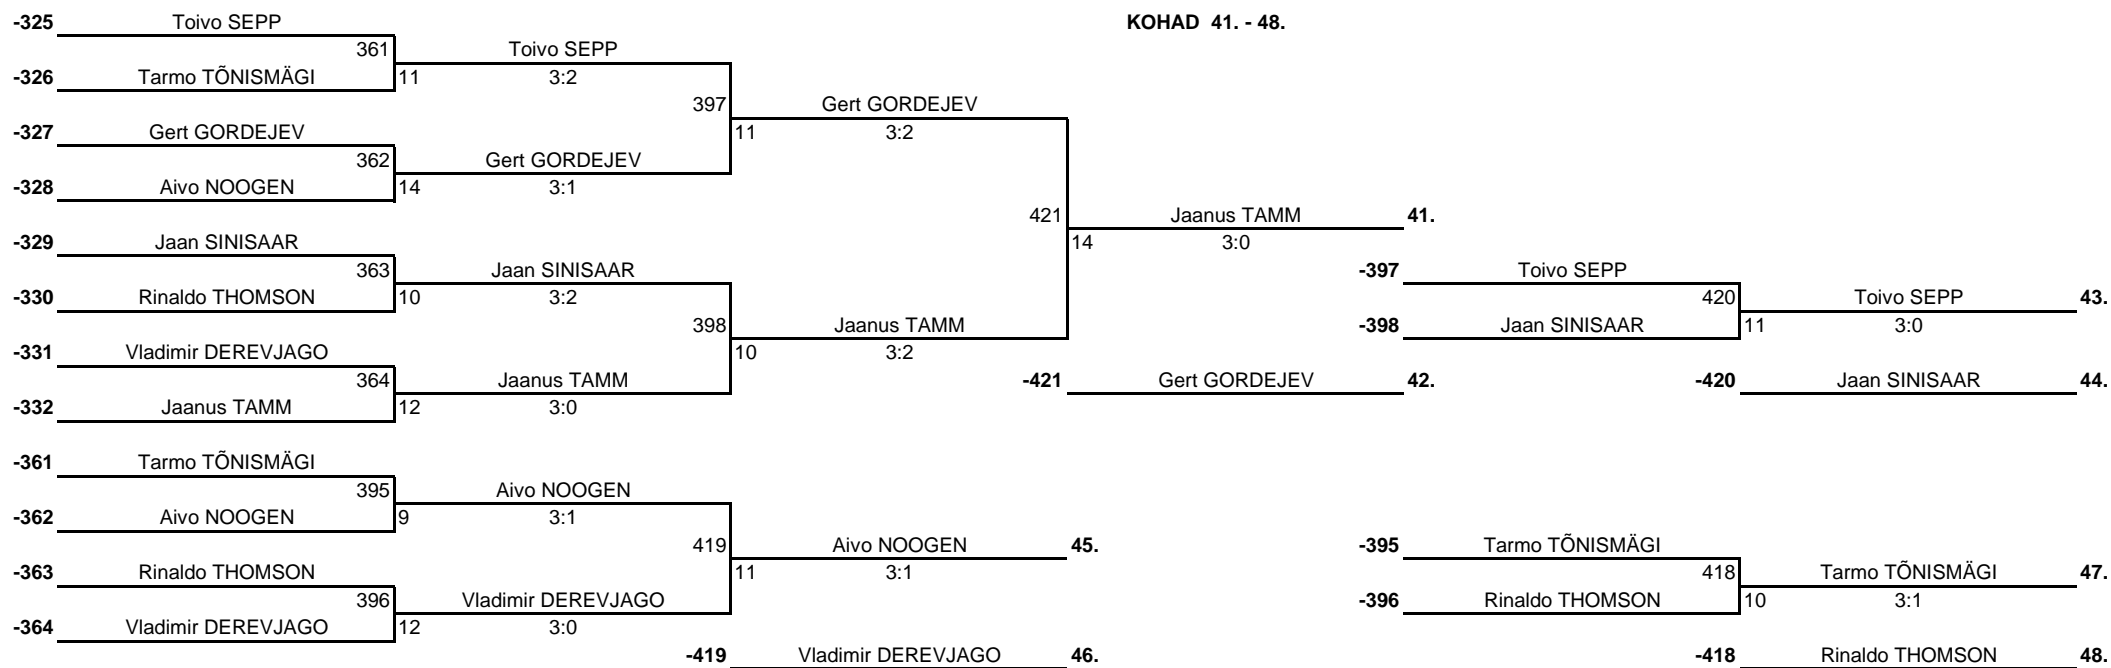 -325 Toivo SEPP KOHAD 41. - 48.
361 Toivo SEPP
-326 Tarmo TÕNISMÄGI 11 3:2
397 Gert GORDEJEV
-327 Gert GORDEJEV 11 3:2
362 Gert GORDEJEV
-328 Aivo NOOGEN 14 3:1
421 Jaanus TAMM 41.
-329 Jaan SINISAAR 14 3:0
363 Jaan SINISAAR -397 Toivo SEPP
-330 Rinaldo THOMSON 10 3:2 420 Toivo SEPP 43.
398 Jaanus TAMM -398 Jaan SINISAAR 11 3:0
-331 Vladimir DEREVJAGO 10 3:2
364 Jaanus TAMM -421 Gert GORDEJEV 42. -420 Jaan SINISAAR 44.
-332 Jaanus TAMM 12 3:0
-361 Tarmo TÕNISMÄGI
395 Aivo NOOGEN
-362 Aivo NOOGEN 9 3:1
419 Aivo NOOGEN 45. -395 Tarmo TÕNISMÄGI
-363 Rinaldo THOMSON 11 3:1 418 Tarmo TÕNISMÄGI 47.
396 Vladimir DEREVJAGO -396 Rinaldo THOMSON 10 3:1
-364 Vladimir DEREVJAGO 12 3:0
-419 Vladimir DEREVJAGO 46. -418 Rinaldo THOMSON 48.